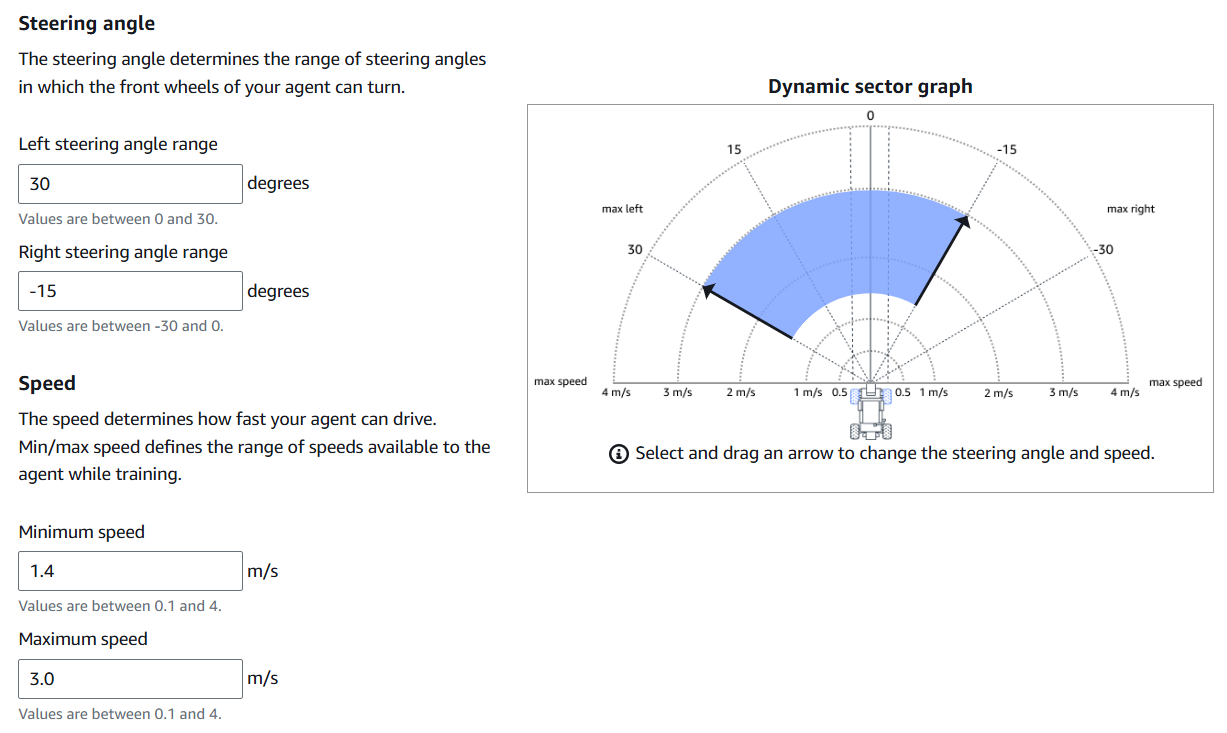 Steering angle
The steering angle determines the range of steering angles
in which the front wheels of your agent can turn.
Left steering angle range
30
degrees
Values are between 0 and 30.
Right steering angle range
-15
degrees
Values are between -30 and 0.
Speed
The speed determines how fast your agent can drive.
Min/max speed defines the range of speeds available to the
agent while training.
Minimum speed
1.4
m/s
Values are between 0.1 and 4.
Maximum speed
3.0
m/s
Values are between 0.1 and 4.
Dynamic sector graph
0
15
-15
max left
max right
30
-30
max speed
4 m/s
3 m/s
2 m/s
1 m/s
0.5
0.5
1 m/s
2 m/s
3 m/s
4 m/s
max speed
Select and drag an arrow to change the steering angle and speed.